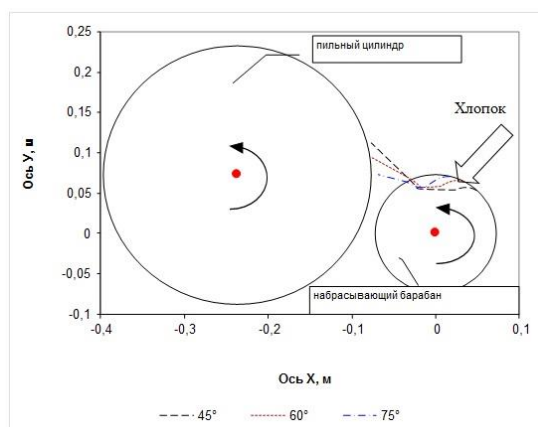 0,25
пильный цилиндр
0,2
Хлопок
0,15
0,1
0,05
0
-0,05
набрасывающий барабан
-0,1
-0,4 -0,3 -0,2 -0,1 0 0,1
Ось У, м
Ось X, м
45° 60° 75°